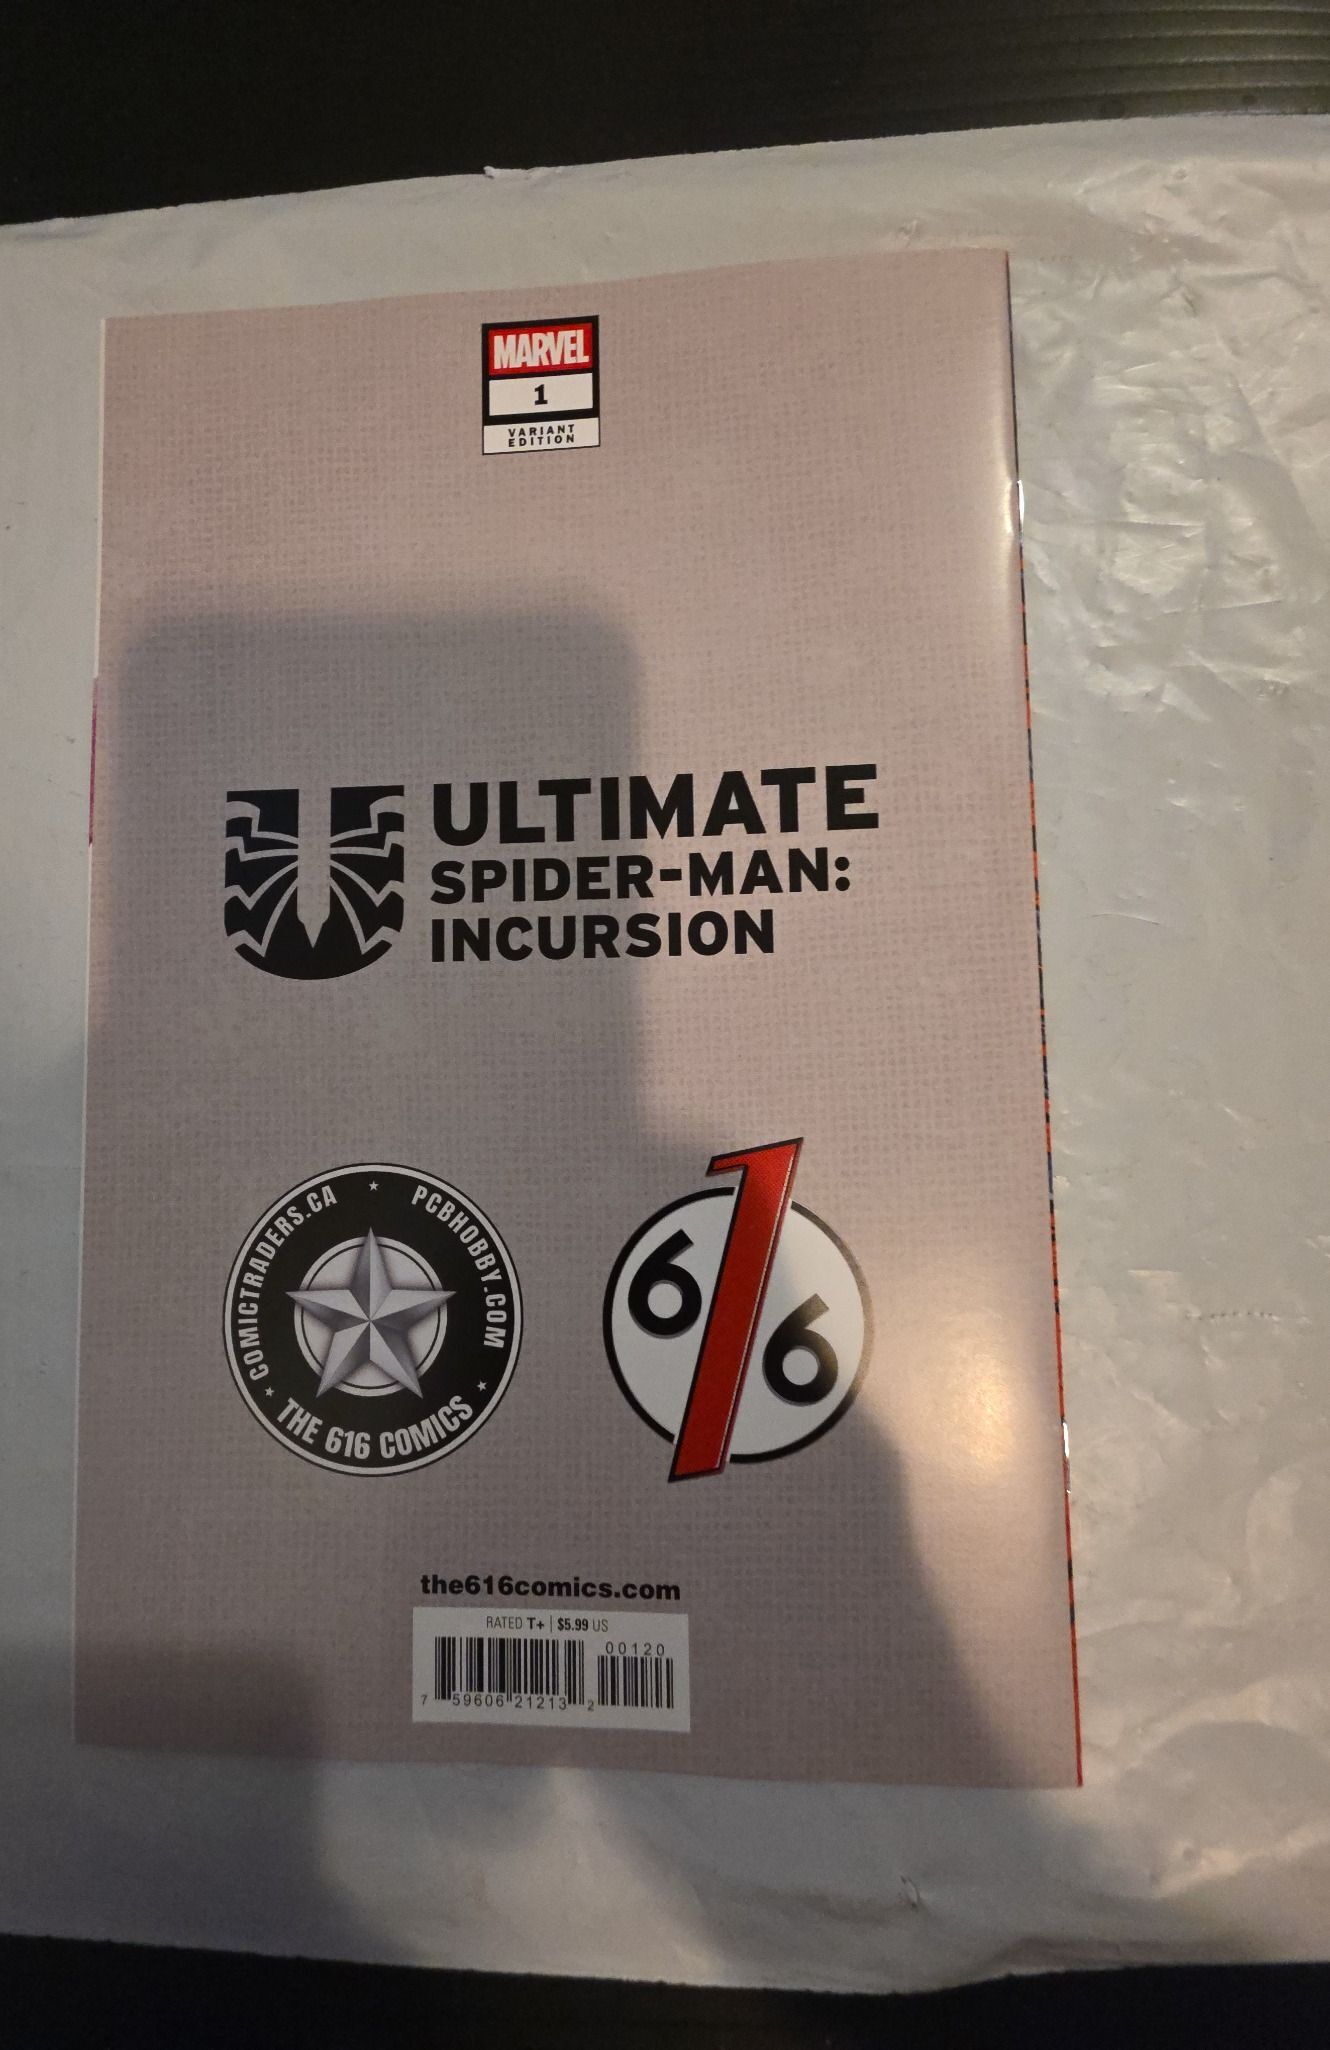 MARVEL
1
VARIANT
EDITION
ULTIMATE
SPIDER-MAN:
INCURSION
COMICTRADERS.CA
PCBHOBBY.COM
THE 616 COMICS
616
the616comics.com
RATED T+ $5.99 US
00120
7 59606 21213 2